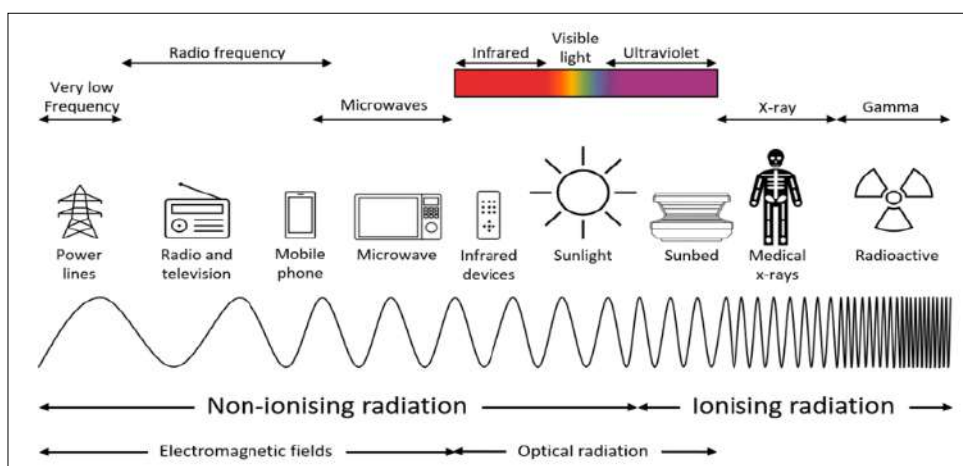 Radio frequency
Infrared
Visible
light
Ultraviolet
Very low
Frequency
Microwaves
X-ray
Gamma
Power
lines
Radio and
television
Mobile
phone
Microwave
Infrared
devices
Sunlight
Sunbed
Medical
x-rays
Radioactive
Non-ionising radiation
Ionising radiation
Electromagnetic fields
Optical radiation